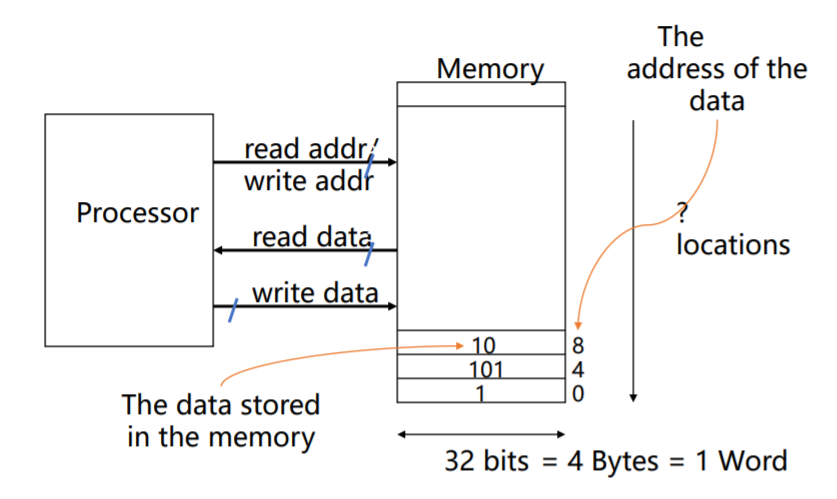 The
address of the
data
Memory
read addr/
write addr
Processor
?
locations
read data
write data
10 8
101 4
1 0
The data stored
in the memory
32 bits = 4 Bytes = 1 Word